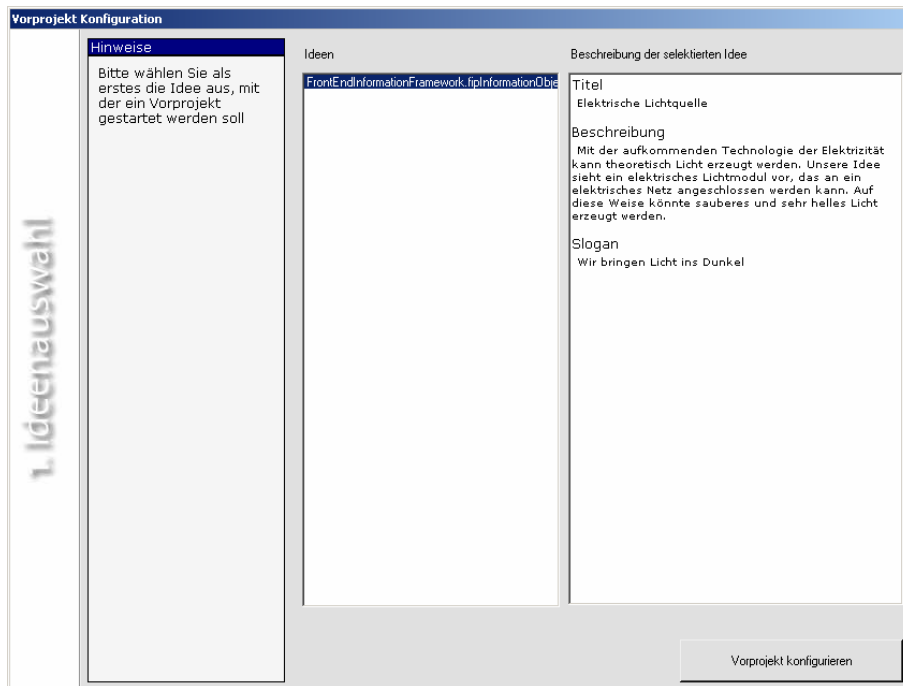 Vorprojekt Konfiguration
1. Ideenauswahl
Hinweise
Bitte wählen Sie als
erstes die Idee aus, mit
der ein Vorprojekt
gestartet werden soll
Ideen
FrontEndInformationFramework.fipInformationObje
Beschreibung der selektierten Idee
Titel
Elektrische Lichtquelle
Beschreibung
Mit der aufkommenden Technologie der Elektrizität
kann theoretisch Licht erzeugt werden. Unsere Idee
sieht ein elektrisches Lichtmodul vor, das an ein
elektrisches Netz angeschlossen werden kann. Auf
diese Weise könnte sauberes und sehr helles Licht
erzeugt werden.
Slogan
Wir bringen Licht ins Dunkel
Vorprojekt konfigurieren